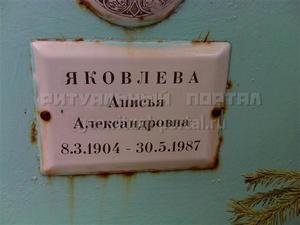 ЯКОВЛЕВА
РИТУАЛЬНЫЙ ПОРТАЛ
Анисья
Александровна
8.3.1904 - 30.5.1987